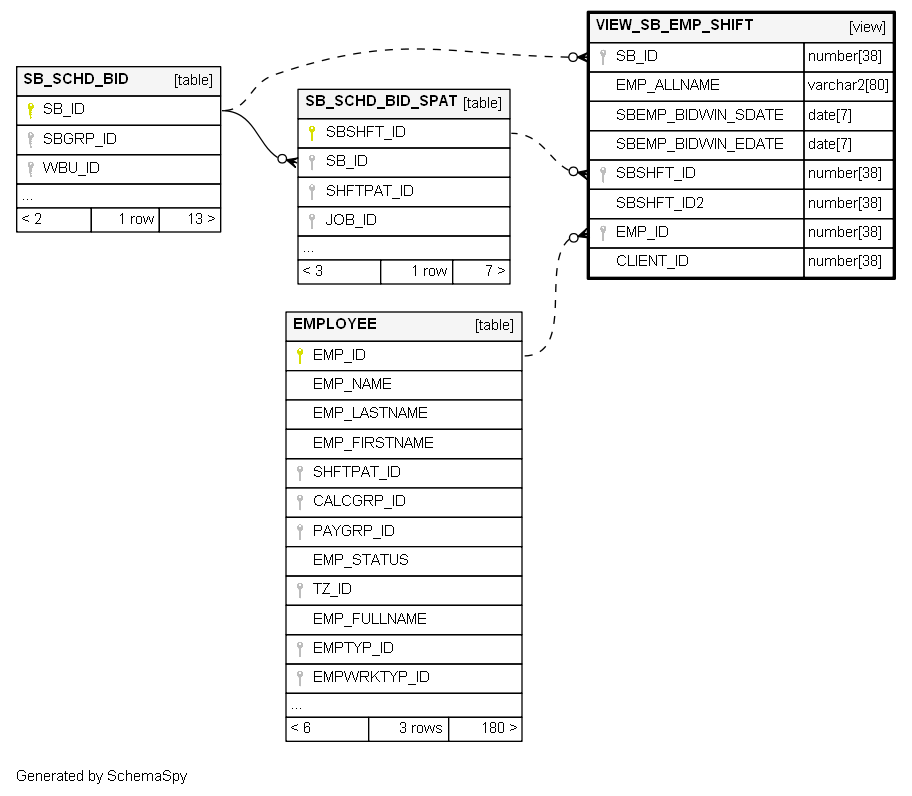 SB_SCHD_BID [table]
SB_ID
SBGRP_ID
WBU_ID
...
< 2 1 row 13 >
SB_SCHD_BID_SPAT [table]
SBSHFT_ID
SB_ID
SHFTPAT_ID
JOB_ID
...
< 3 1 row 7 >
VIEW_SB_EMP_SHIFT [view]
SB_ID number[38]
EMP_ALLNAME varchar2[80]
SBEMP_BIDWIN_SDATE date[7]
SBEMP_BIDWIN_EDATE date[7]
SBSHFT_ID number[38]
SBSHFT_ID2 number[38]
EMP_ID number[38]
CLIENT_ID number[38]
EMPLOYEE [table]
EMP_ID
EMP_NAME
EMP_LASTNAME
EMP_FIRSTNAME
SHFTPAT_ID
CALCGRP_ID
PAYGRP_ID
EMP_STATUS
TZ_ID
EMP_FULLNAME
EMPTYP_ID
EMPWRKTYP_ID
...
< 6 3 rows 180 >
Generated by SchemaSpy